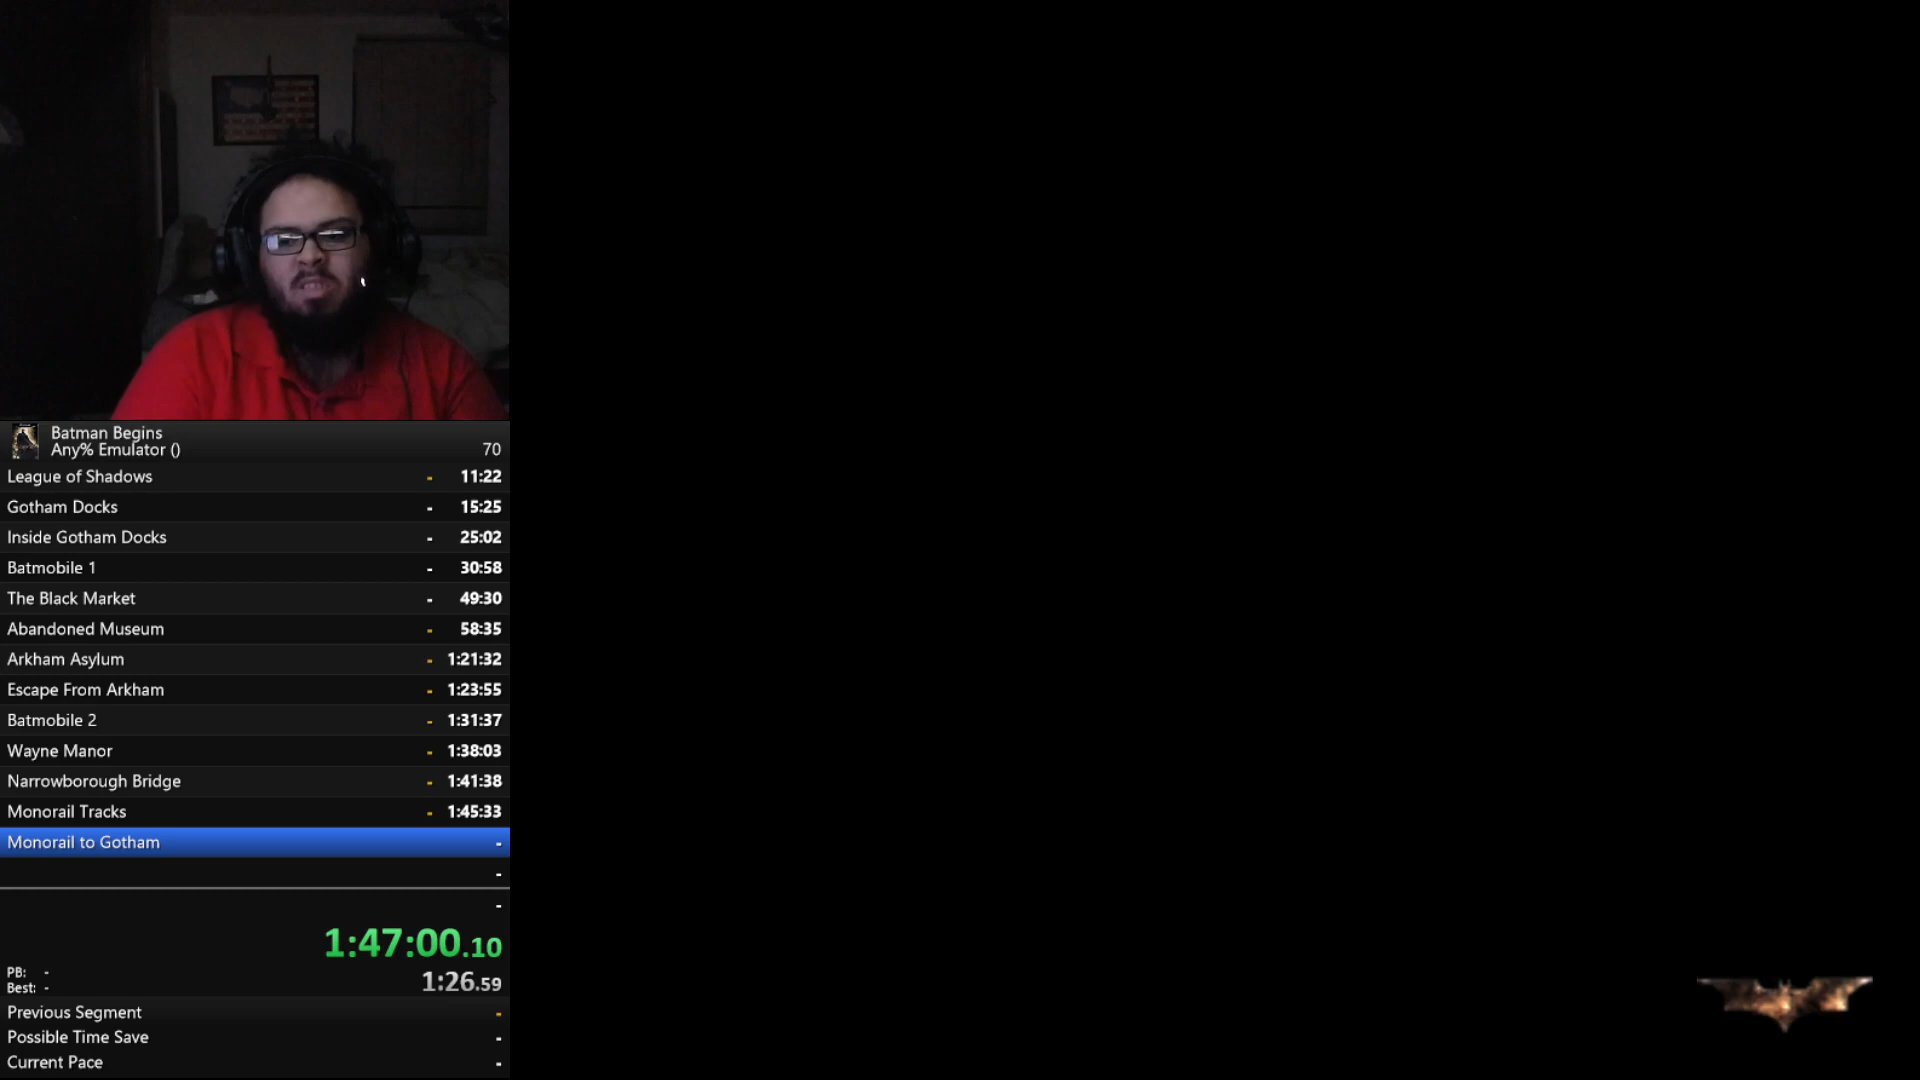 Batman Begins
Any% Emulator () 70
League of Shadows - 11:22
Gotham Docks - 15:25
Inside Gotham Docks - 25:02
Batmobile 1 - 30:58
The Black Market - 49:30
Abandoned Museum - 58:35
Arkham Asylum - 1:21:32
Escape From Arkham - 1:23:55
Batmobile 2 - 1:31:37
Wayne Manor - 1:38:03
Narrowborough Bridge - 1:41:38
Monorail Tracks - 1:45:33
Monorail to Gotham -
-
-
1:47:00.10
PB: -
Best: -
1:26.59
Previous Segment -
Possible Time Save -
Current Pace -